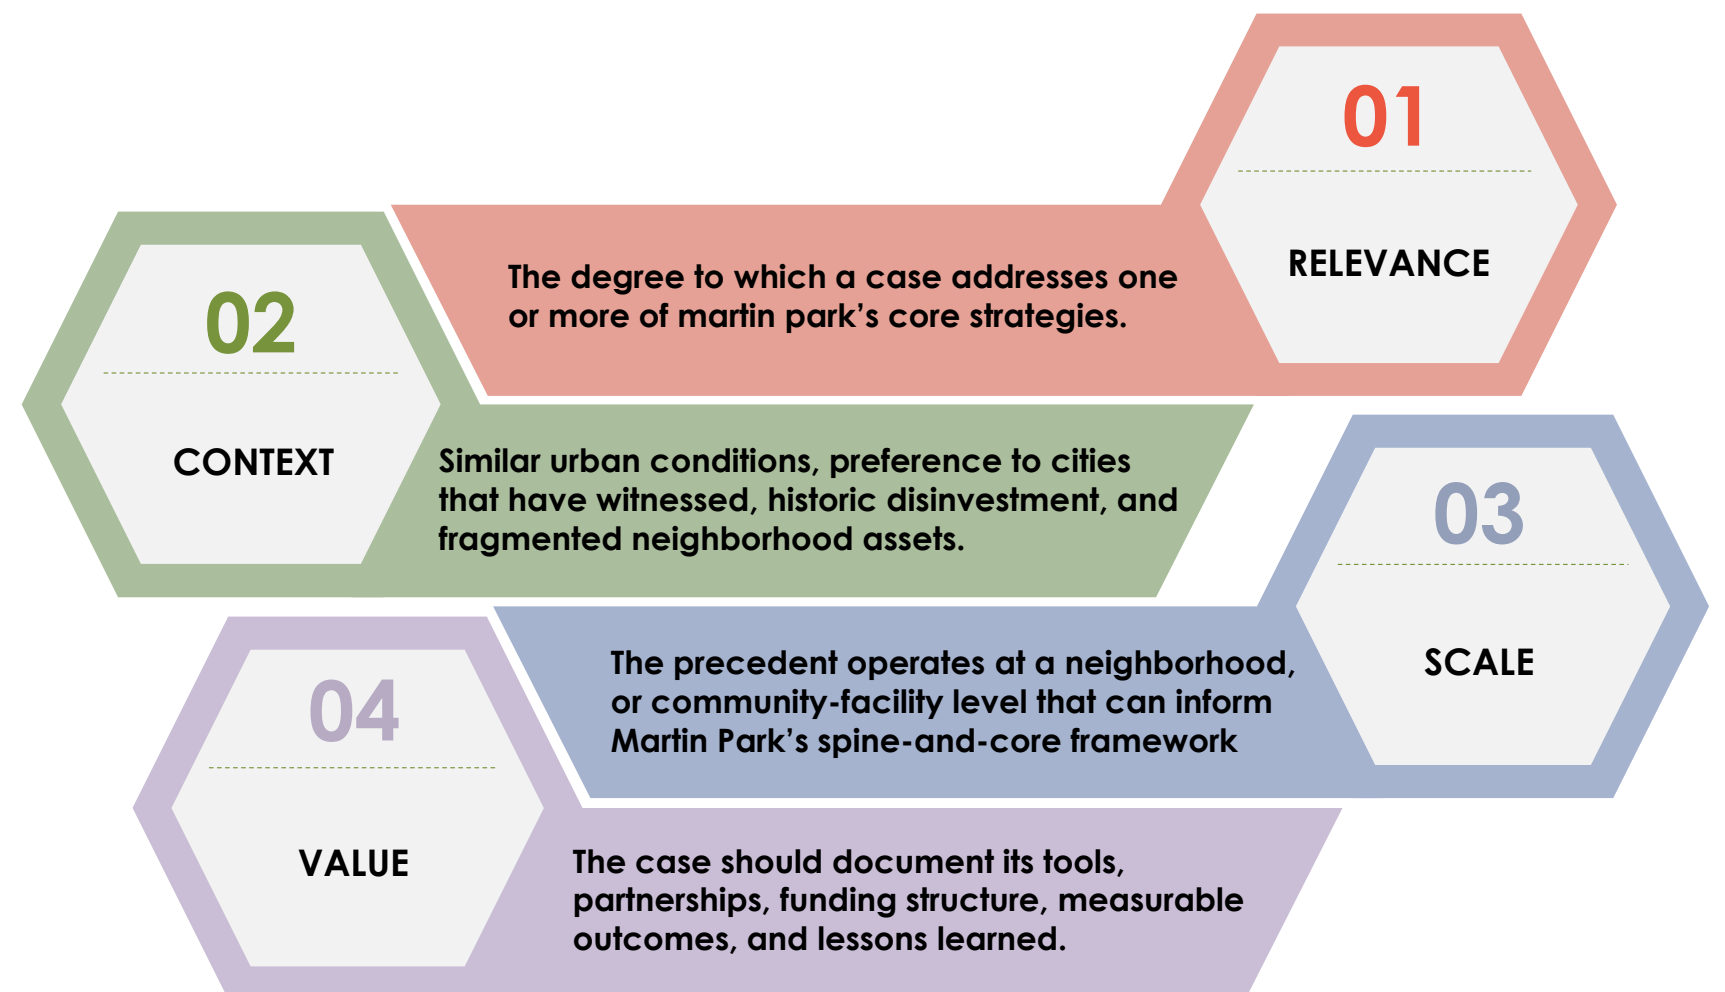 01
RELEVANCE
The degree to which a case addresses one
or more of martin park’s core strategies.
02
CONTEXT
Similar urban conditions, preference to cities
that have witnessed, historic disinvestment, and
fragmented neighborhood assets.
03
SCALE
The precedent operates at a neighborhood,
or community-facility level that can inform
Martin Park’s spine-and-core framework
04
VALUE
The case should document its tools,
partnerships, funding structure, measurable
outcomes, and lessons learned.